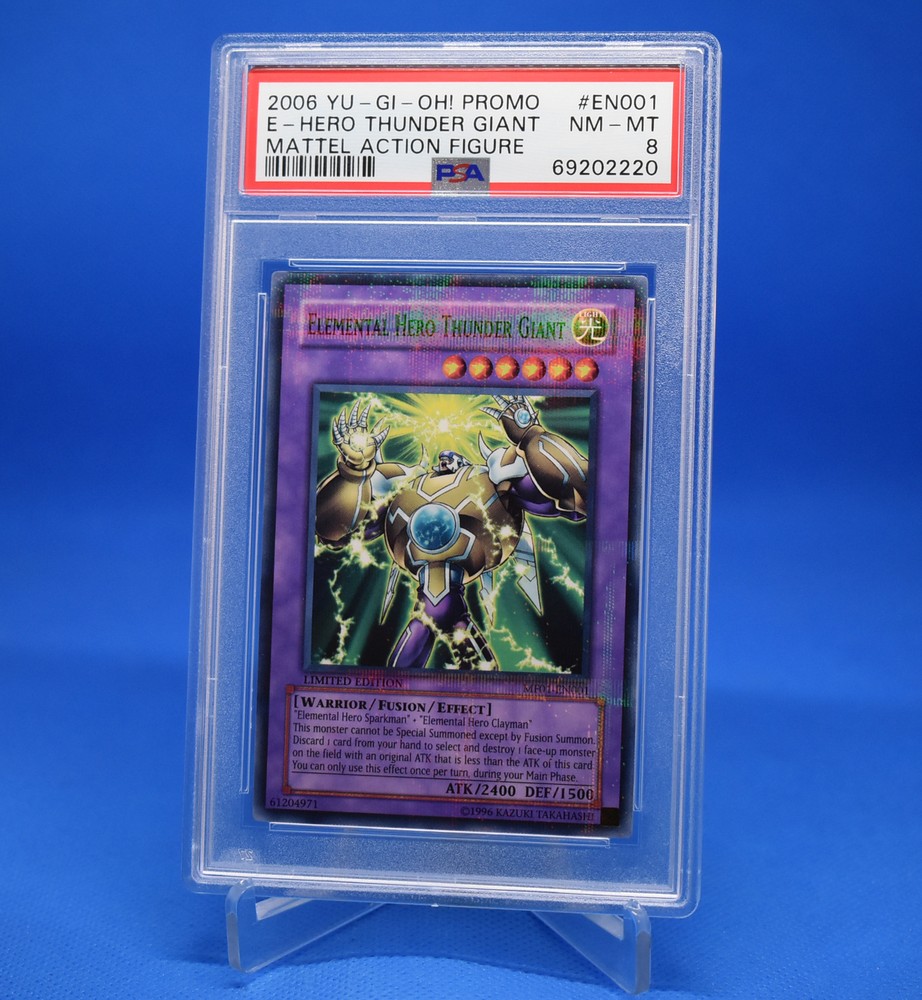 2006 YU-GI-OH! PROMO #EN001
E-HERO THUNDER GIANT NM-MT
MATTEL ACTION FIGURE 8
PSA 69202220
ELEMENTAL HERO THUNDER GIANT
LIGHT
光
LIMITED EDITION MF01-EN001
[WARRIOR/FUSION/EFFECT]
"Elemental Hero Sparkman" + "Elemental Hero Clayman"
This monster cannot be Special Summoned except by Fusion Summon.
Discard 1 card from your hand to select and destroy 1 face-up monster
on the field with an original ATK that is less than the ATK of this card.
You can only use this effect once per turn, during your Main Phase.
ATK/2400 DEF/1500
61204971 ©1996 KAZUKI TAKAHASHI